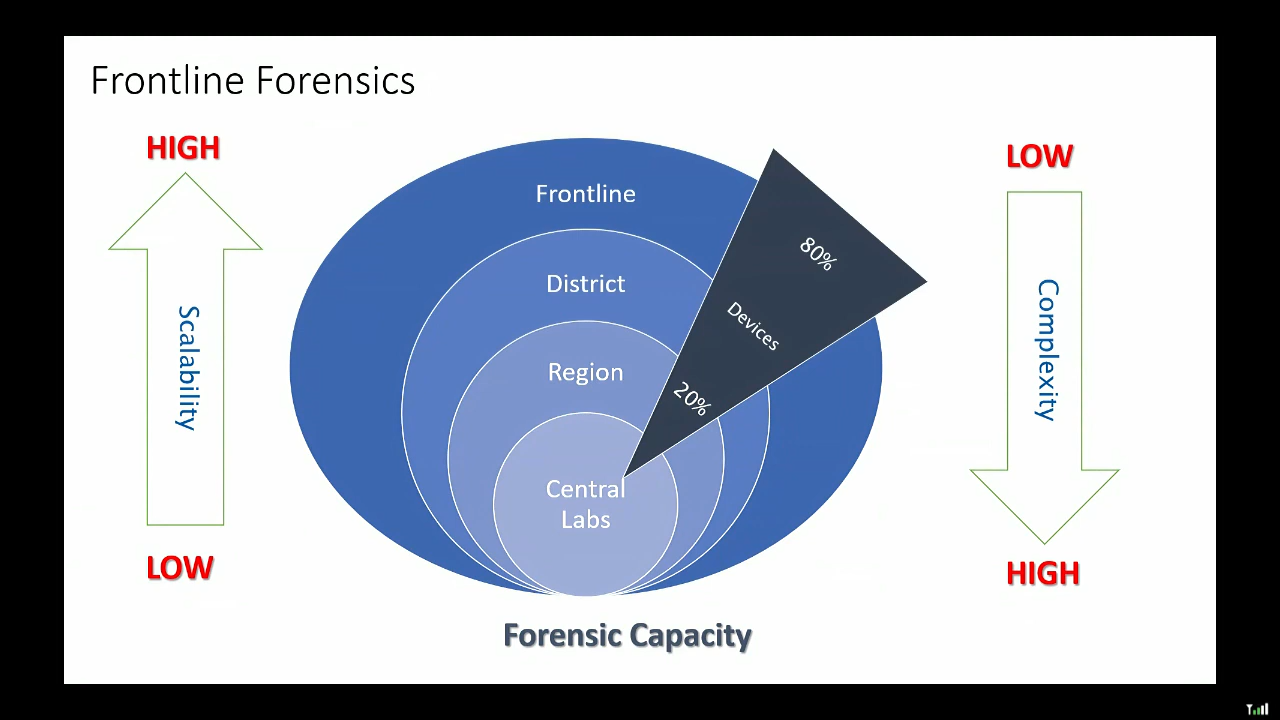 Frontline Forensics
HIGH
LOW
Frontline
80%
District
Scalability
Devices
Complexity
Region
20%
Central
Labs
LOW
HIGH
Forensic Capacity